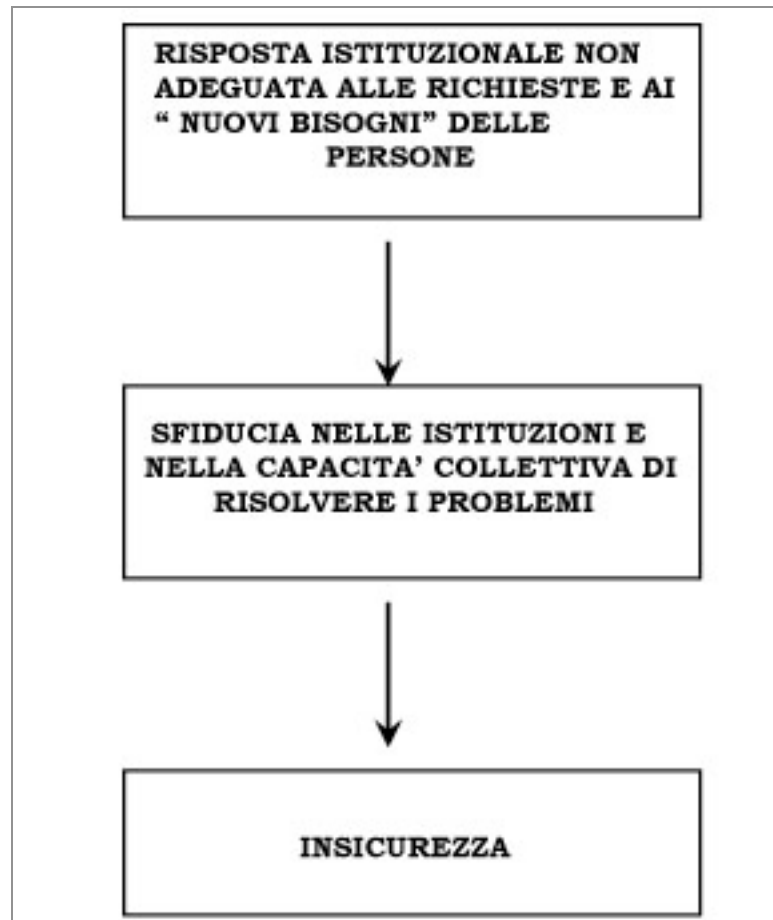 RISPOSTA ISTITUZIONALE NON
ADEGUATA ALLE RICHIESTE E AI
“ NUOVI BISOGNI” DELLE
PERSONE
SFIDUCIA NELLE ISTITUZIONI E
NELLA CAPACITA’ COLLETTIVA DI
RISOLVERE I PROBLEMI
INSICUREZZA